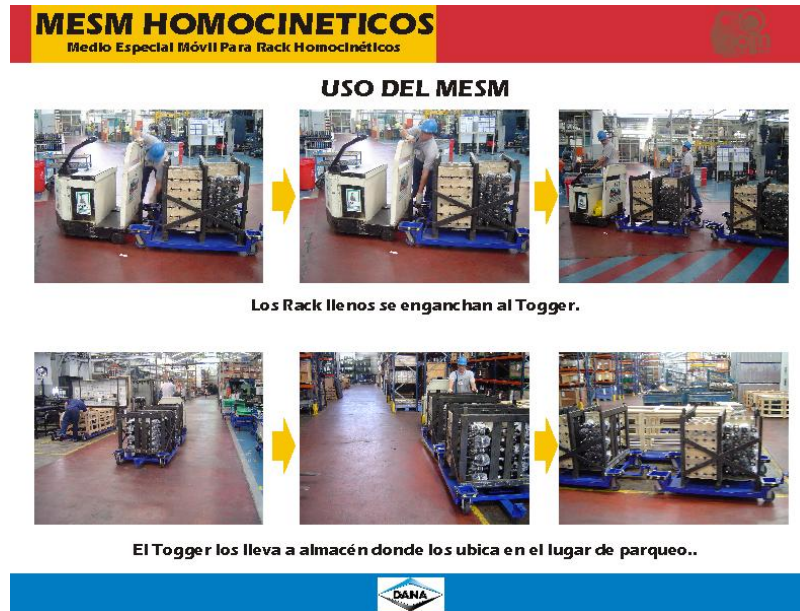 MESM HOMOCINETICOS
Medio Especial Móvil Para Rack Homocinéticos
USO DEL MESM
Los Rack llenos se enganchan al Togger.
El Togger los lleva a almacén donde los ubica en el lugar de parqueo..
DANA